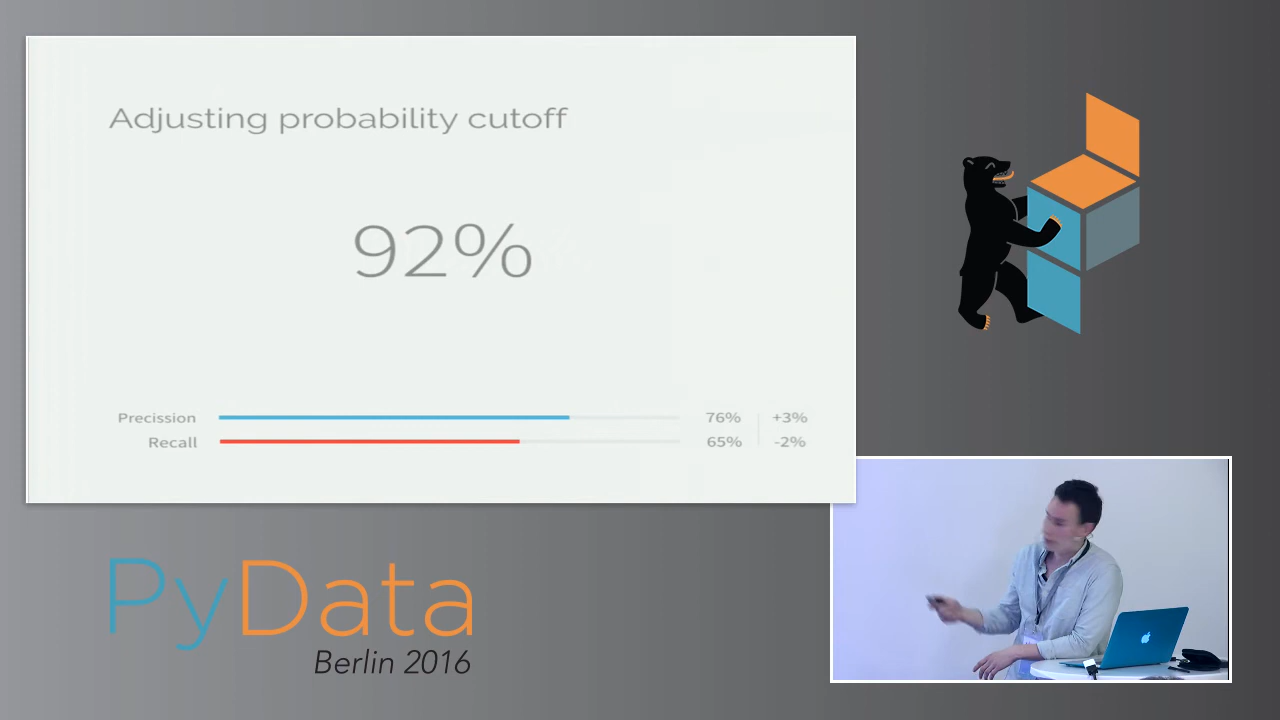 Adjusting probability cutoff
92%
Precission 76% +3%
Recall 65% -2%
PyData
Berlin 2016